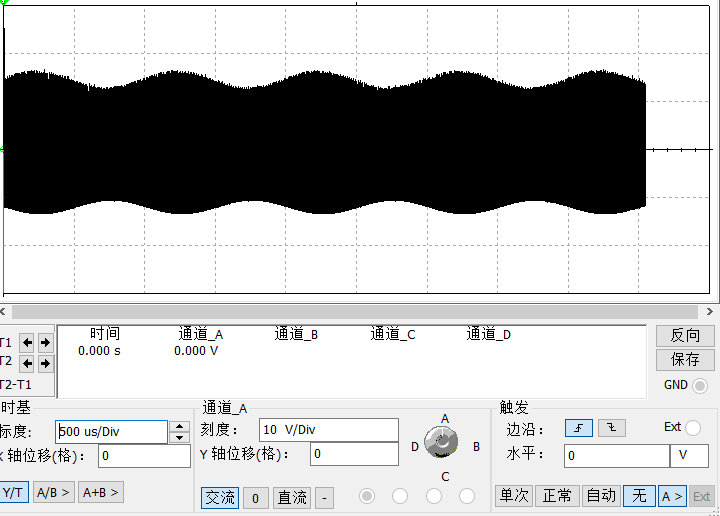 时间 通道_A 通道_B 通道_C 通道_D
T1 0.000 s 0.000 V 反向
T2 保存
T2-T1 GND
时基 通道_A 触发
标度: 500 us/Div 刻度: 10 V/Div A 边沿: Ext
X 轴位移(格): 0 Y 轴位移(格): 0 D B 水平: 0 V
C
Y/T A/B > A+B > 交流 0 直流 - 单次 正常 自动 无 A > Ext